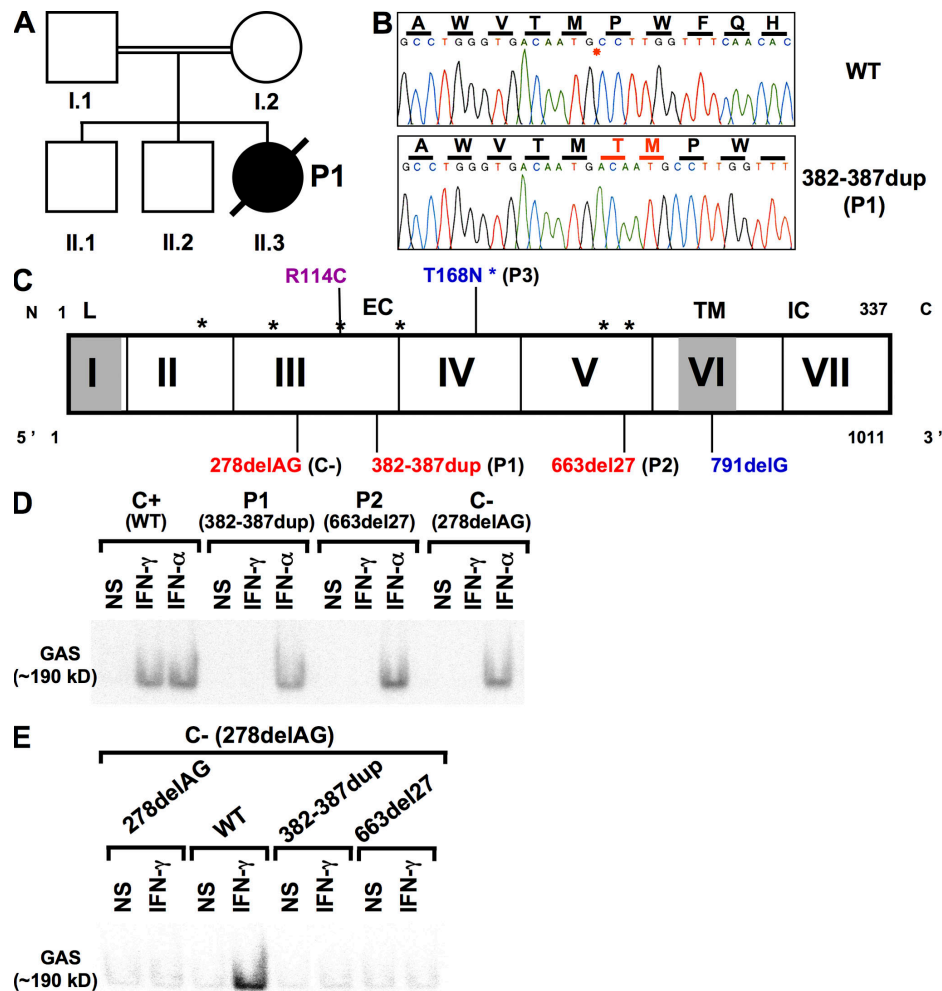 A
I.1
I.2
P1
II.1
II.2
II.3
B
A W V T M P W F Q H
GCCTGGGTGACAATGCCTTGGTTTCAACAC
*
WT
A W V T M T M P W
GCCTGGGTGACAATGACAATGCCTTGGTTT
382-387dup
(P1)
C
R114C
T168N * (P3)
N 1 L EC TM IC 337 C
* * * * * *
I II III IV V VI VII
5 ' 1 1011 3 '
278delAG (C-) 382-387dup (P1) 663del27 (P2) 791delG
D
C+ P1 P2 C-
(WT) (382-387dup) (663del27) (278delAG)
NS IFN-γ IFN-α NS IFN-γ IFN-α NS IFN-γ IFN-α NS IFN-γ IFN-α
GAS
(~190 kD)
E
C- (278delAG)
278delAG WT 382-387dup 663del27
NS IFN-γ NS IFN-γ NS IFN-γ NS IFN-γ
GAS
(~190 kD)